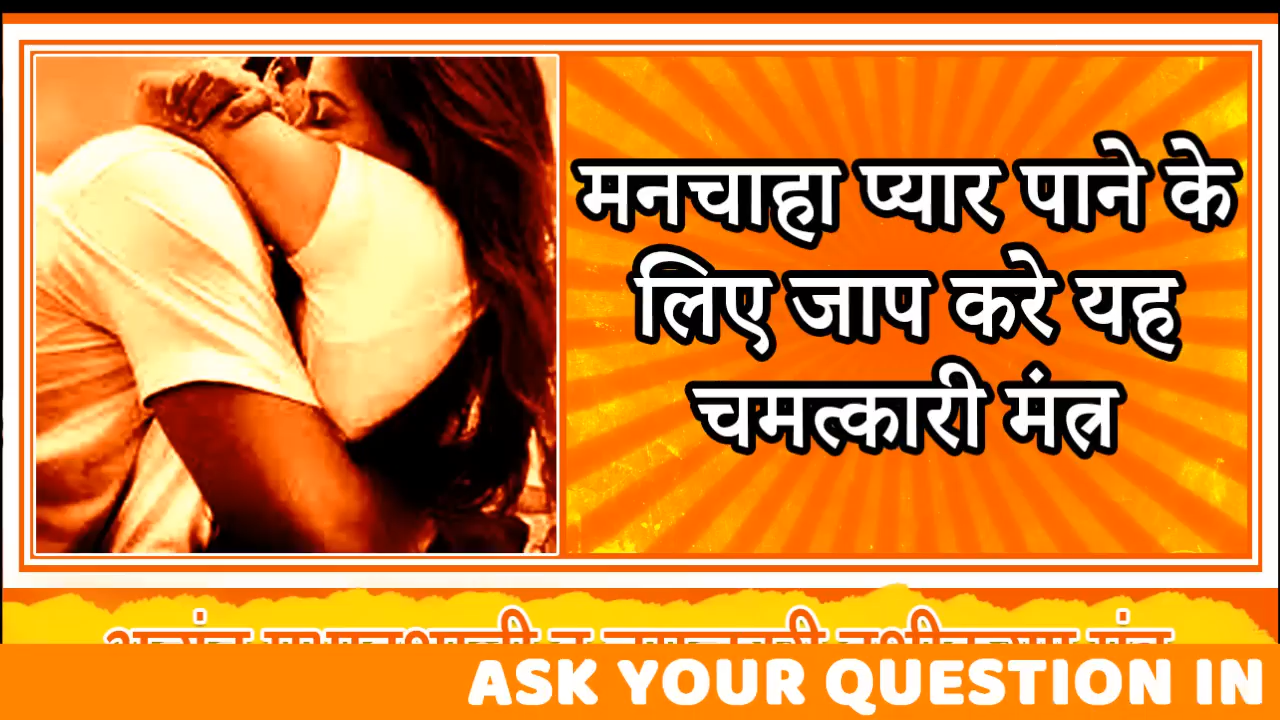 मनचाहा प्यार पाने के
लिए जाप करे यह
चमत्कारी मंत्र
ASK YOUR QUESTION IN